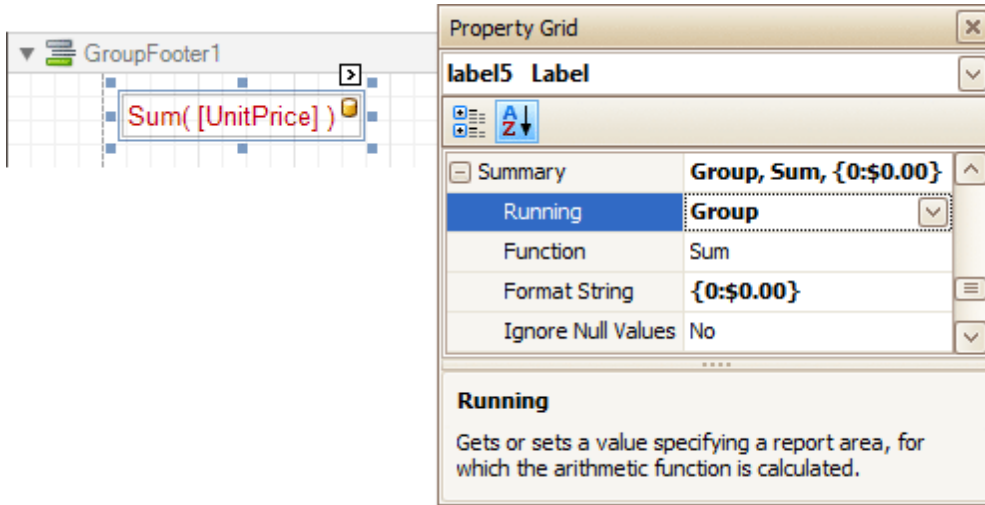 GroupFooter1
Sum( [UnitPrice] )
Property Grid
label5 Label
A
Z
Summary Group, Sum, {0:$0.00}
Running Group
Function Sum
Format String {0:$0.00}
Ignore Null Values No
Running
Gets or sets a value specifying a report area, for
which the arithmetic function is calculated.